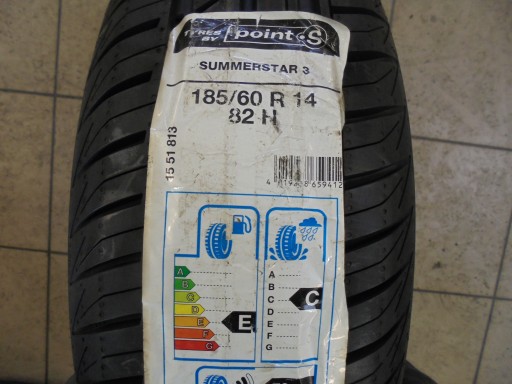 TYRES BY point S
SUMMERSTAR 3
185/60 R 14
82 H
15 51 813
A
B
C
D
E
F
G
E
A
B
C
D
E
F
G
C